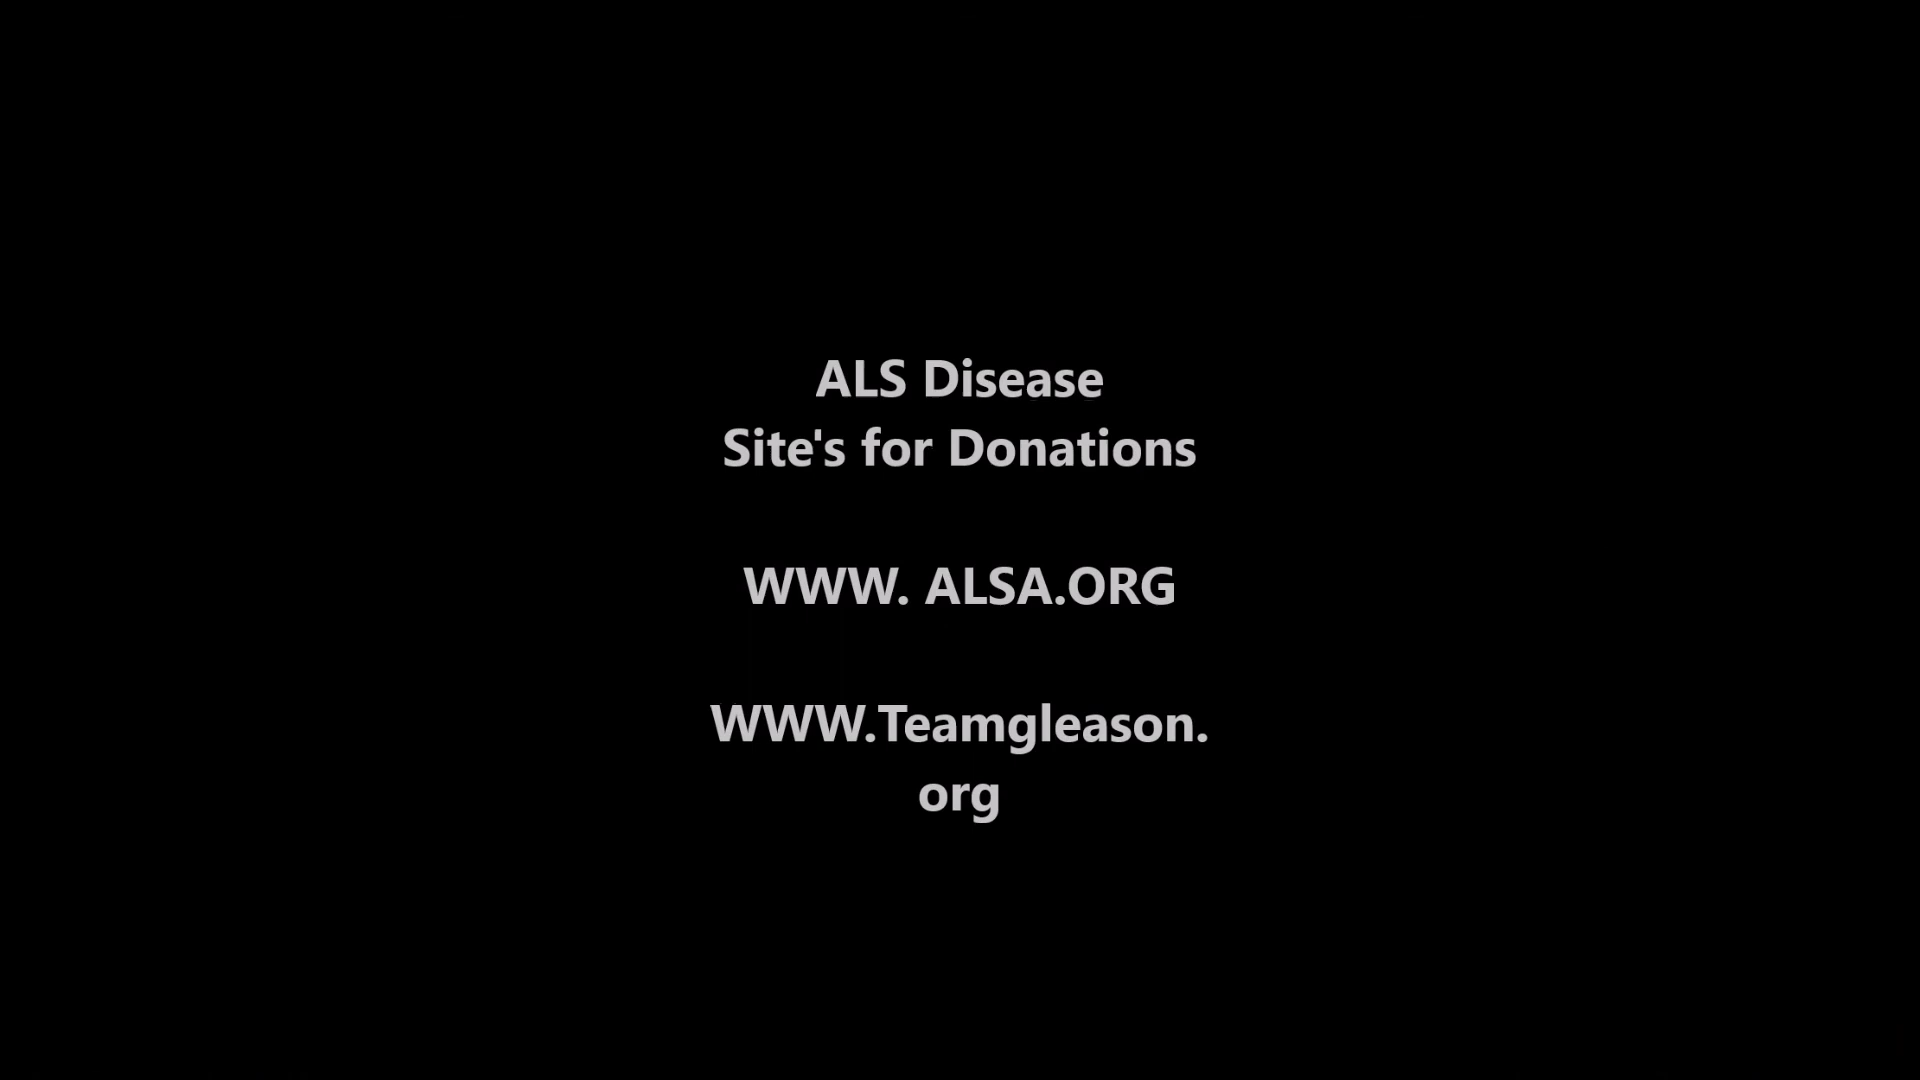 ALS Disease
Site's for Donations
WWW. ALSA.ORG
WWW.Teamgleason.
org